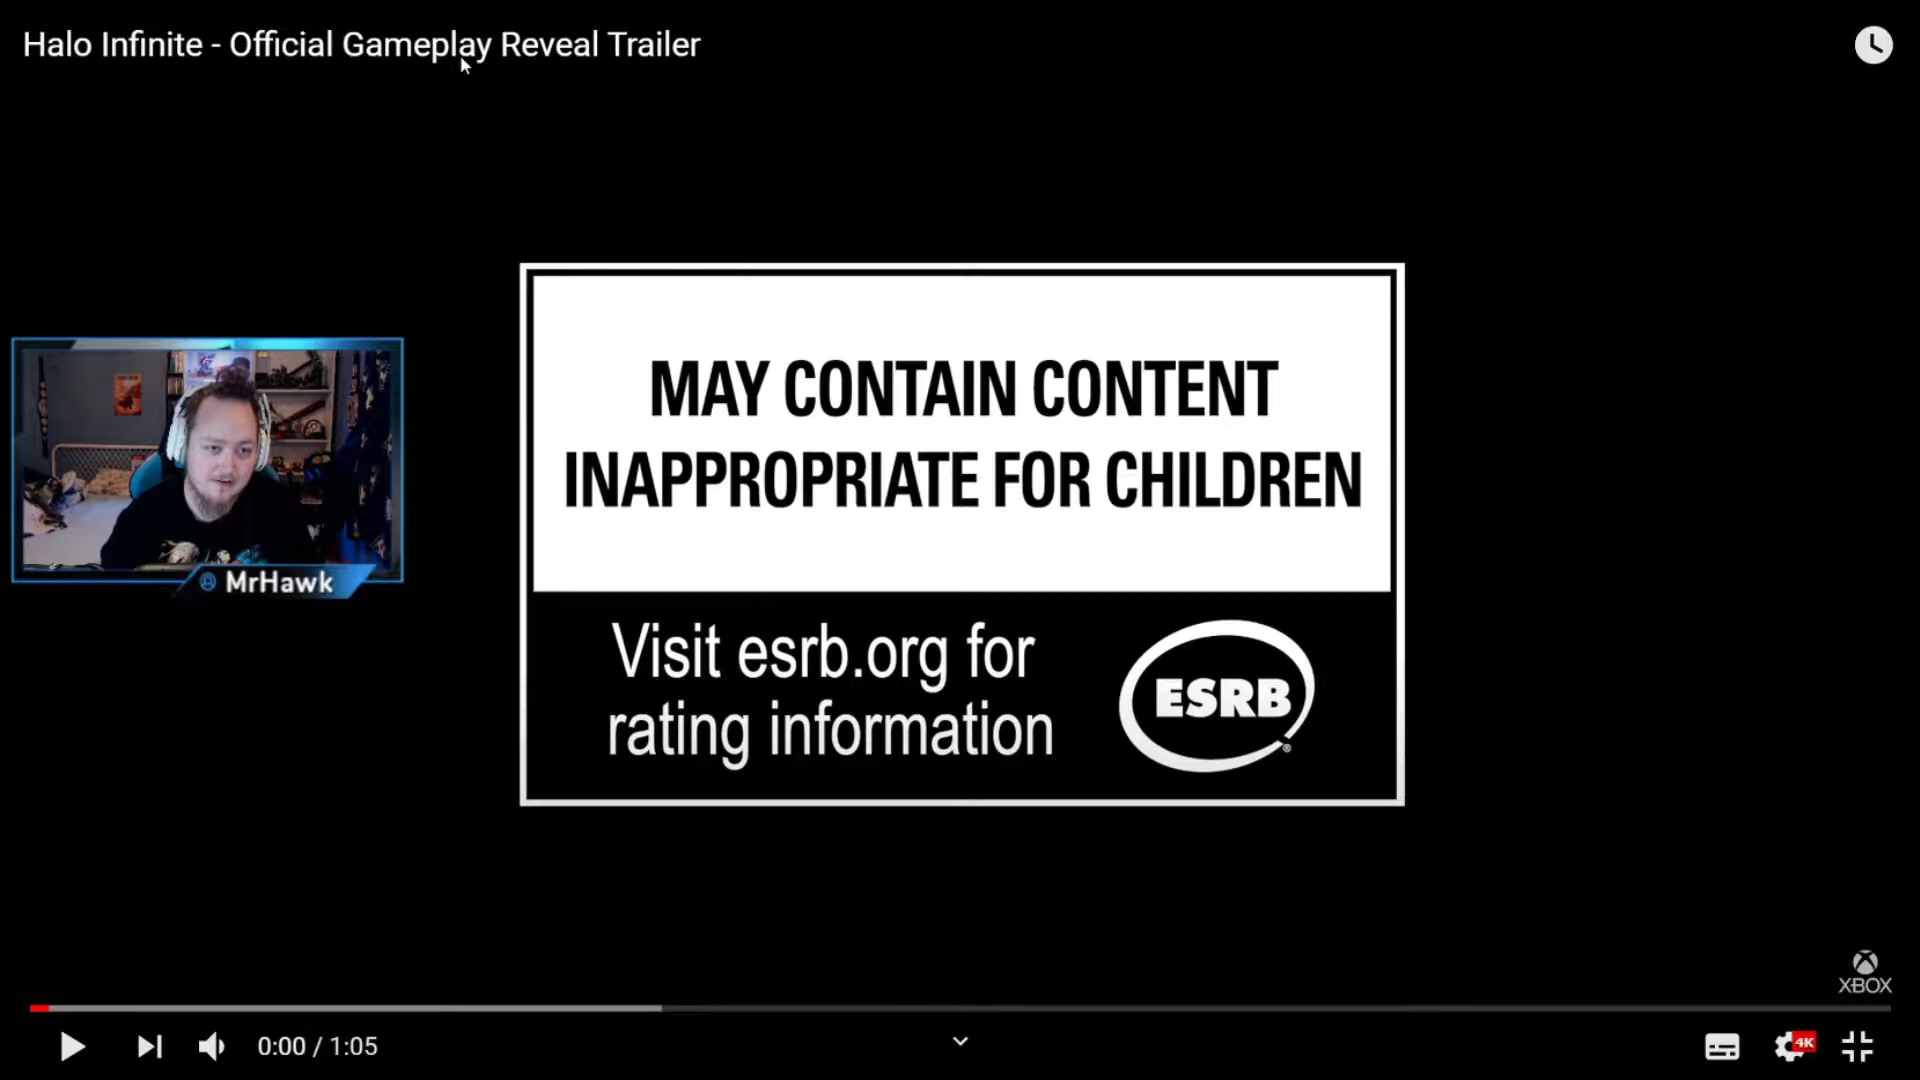 Halo Infinite - Official Gameplay Reveal Trailer
MAY CONTAIN CONTENT
INAPPROPRIATE FOR CHILDREN
MrHawk
Visit esrb.org for
rating information
ESRB
®
XBOX
0:00 / 1:05
4K